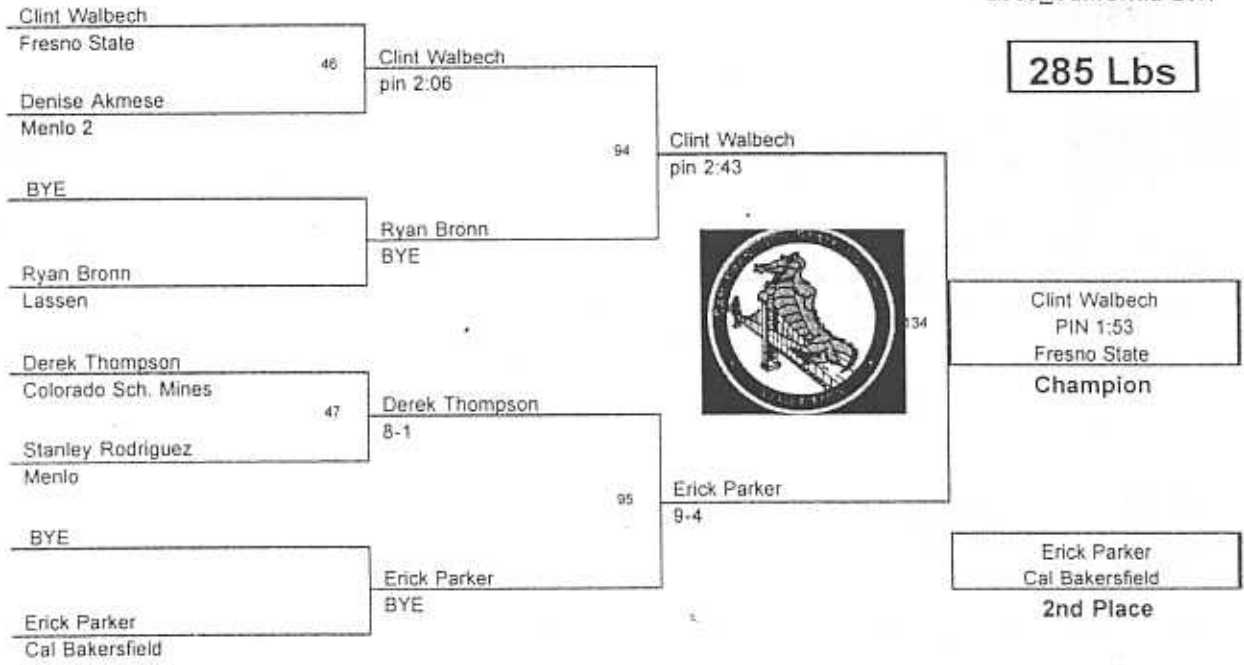 285 Lbs
Clint Walbech
Fresno State
46
Denise Akmese
Menlo 2
Clint Walbech
pin 2:06
BYE
Ryan Bronn
Lassen
Ryan Bronn
BYE
94
Clint Walbech
pin 2:43
Derek Thompson
Colorado Sch. Mines
47
Stanley Rodriguez
Menlo
Derek Thompson
8-1
BYE
Erick Parker
Cal Bakersfield
Erick Parker
BYE
95
Erick Parker
9-4
134
Clint Walbech
PIN 1:53
Fresno State
Champion
Erick Parker
Cal Bakersfield
2nd Place